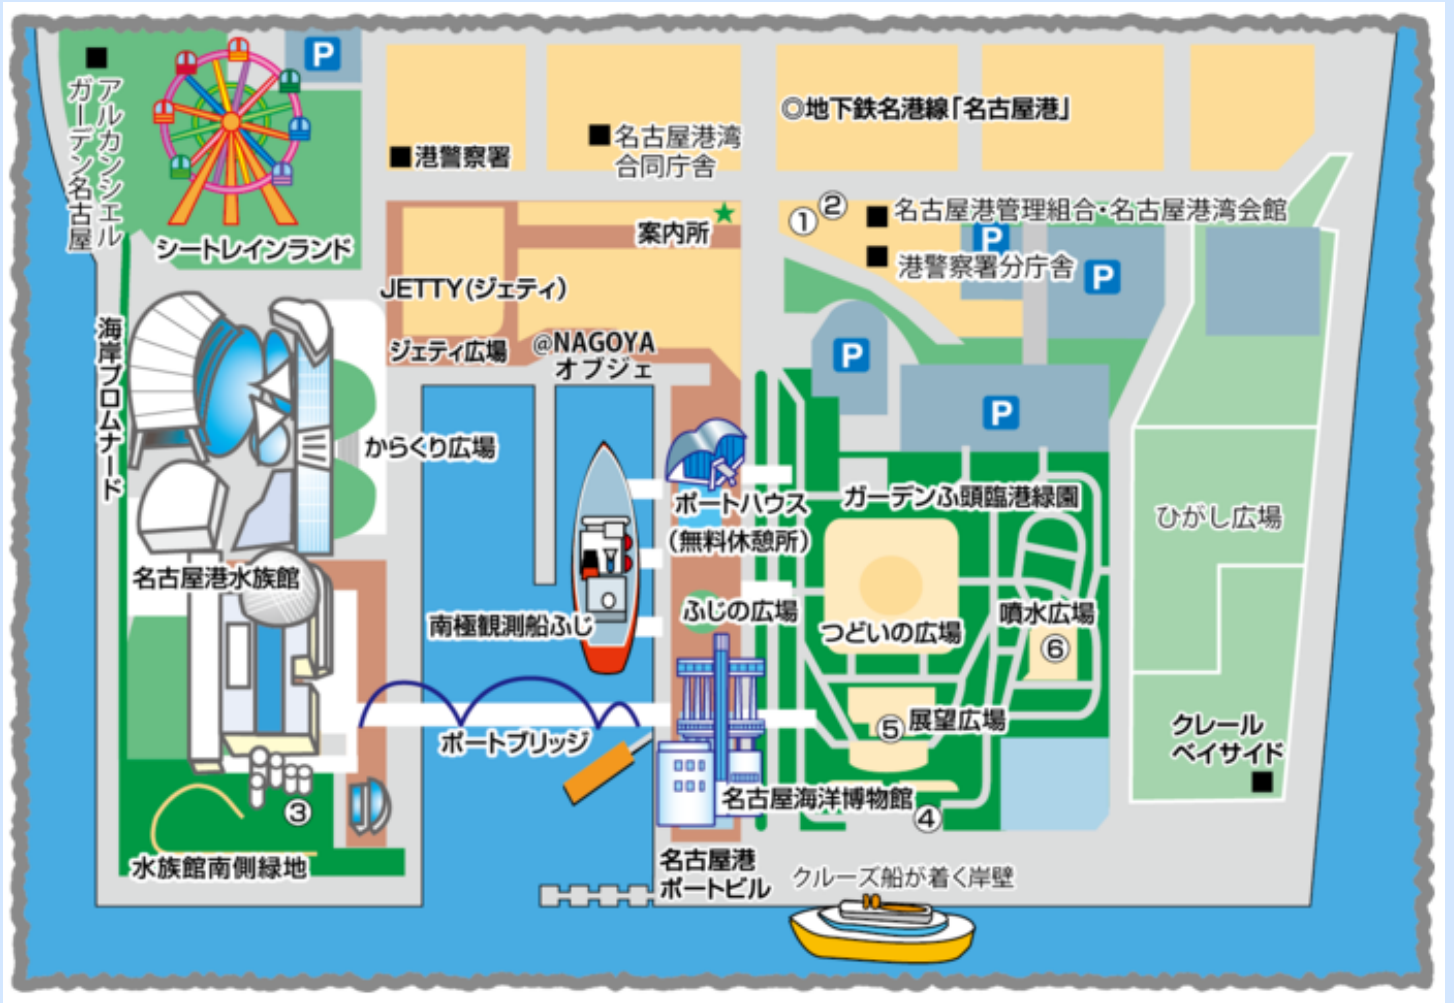 P
アルカンシエル
ガーデン名古屋
シートレインランド
港警察署
名古屋港湾
合同庁舎
◎地下鉄名港線「名古屋港」
案内所
①
②
名古屋港管理組合・名古屋港湾会館
P
港警察署分庁舎
P
JETTY(ジェティ)
ジェティ広場
@NAGOYA
オブジェ
P
P
海岸プロムナード
からくり広場
ポートハウス
(無料休憩所)
ガーデンふ頭臨港緑園
ひがし広場
名古屋港水族館
南極観測船ふじ
ふじの広場
つどいの広場
噴水広場
⑥
ポートブリッジ
⑤
展望広場
クレール
ベイサイド
名古屋海洋博物館
③
④
水族館南側緑地
名古屋港
ポートビル
クルーズ船が着く岸壁